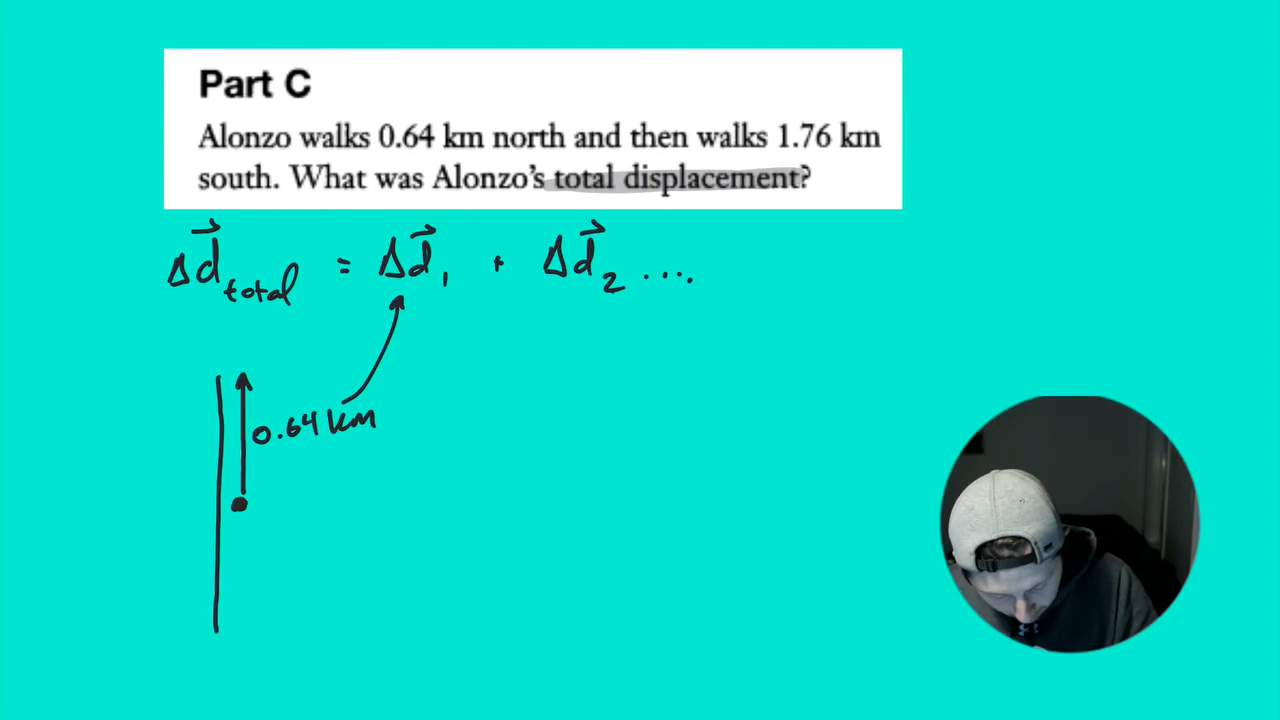 Part C
Alonzo walks 0.64 km north and then walks 1.76 km
south. What was Alonzo's total displacement?
Δd⃗total = Δd⃗1 + Δd⃗2 ....
0.64 km